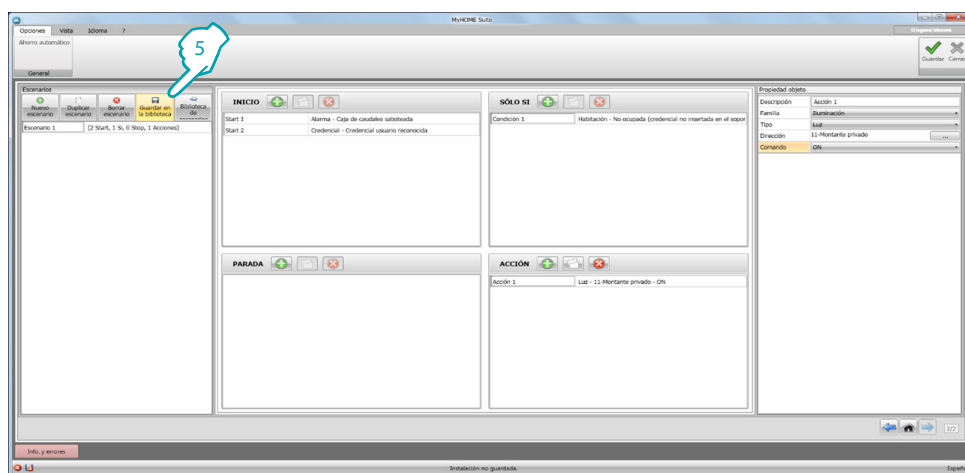 MyHOME Suite
Opciones Vista Idioma ?
Ahorro automático
General
Guardar Cerrar
5
Escenarios
Nuevo escenario
Duplicar escenario
Borrar escenario
Guardar en la biblioteca
Biblioteca de
Escenario 1 (2 Start, 1 Si, 0 Stop, 1 Acciones)
INICIO
Start 1 Alarma - Caja de caudales saboteada
Start 2 Credencial - Credencial usuario reconocida
SÓLO SI
Condición 1 Habitación - No ocupada (credencial no insertada en el sopor
PARADA
ACCIÓN
Acción 1 Luz - 11-Montante privado - ON
Propiedad objeto
Descripción Acción 1
Familia Iluminación
Tipo Luz
Dirección 11-Montante privado ...
Comando ON
2/2
Info. y errores
Instalación no guardada.
Españ